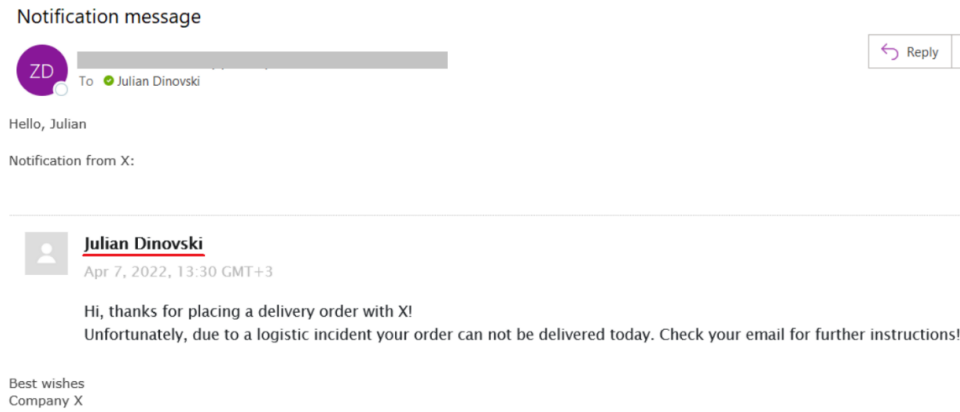 Notification message
ZD
Reply
To Julian Dinovski
Hello, Julian
Notification from X:
Julian Dinovski
Apr 7, 2022, 13:30 GMT+3
Hi, thanks for placing a delivery order with X!
Unfortunately, due to a logistic incident your order can not be delivered today. Check your email for further instructions!
Best wishes
Company X